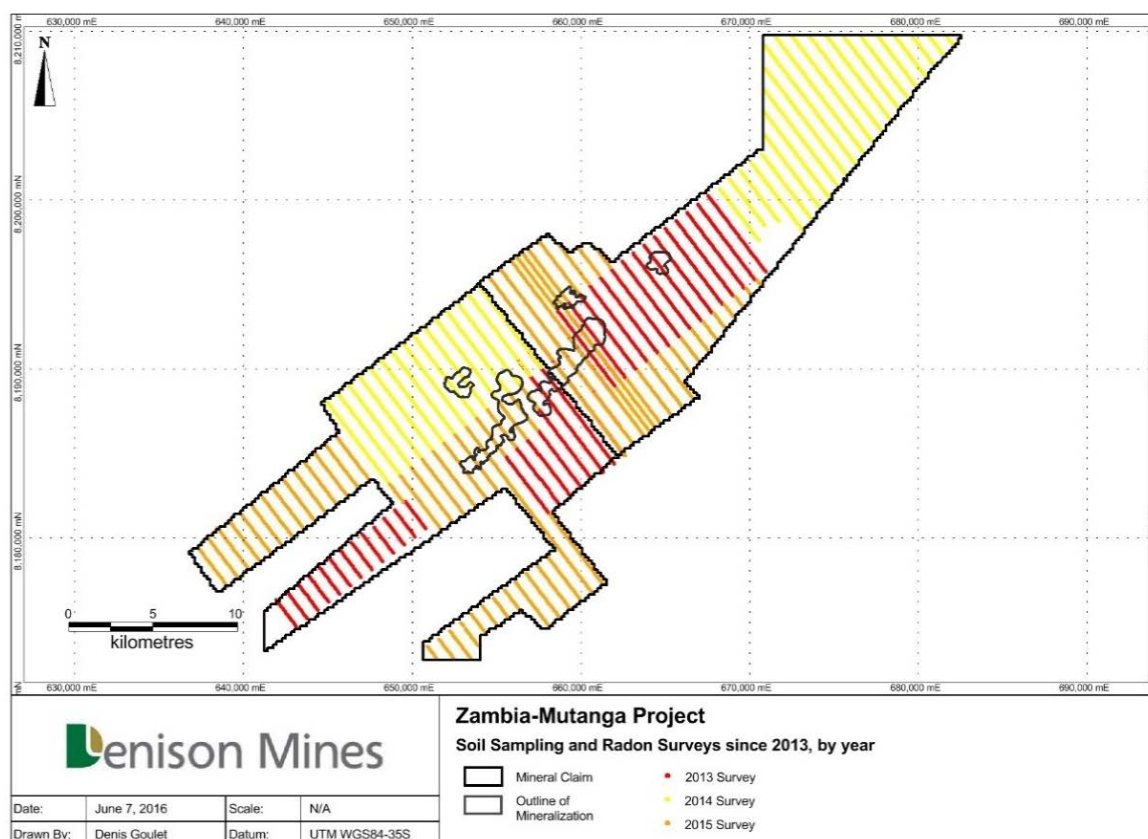 630,000 mE 640,000 mE 650,000 mE 660,000 mE 670,000 mE 680,000 mE 690,000 mE
8,210,000 m
N
8,200,000 mN
8,190,000 mN
8,180,000 mN
0 5 10
kilometres
mN
630,000 mE 640,000 mE 650,000 mE 660,000 mE 670,000 mE 680,000 mE 690,000 mE
Denison Mines
Date: June 7, 2016 Scale: N/A
Drawn By: Denis Goulet Datum: UTM WGS84-35S
Zambia-Mutanga Project
Soil Sampling and Radon Surveys since 2013, by year
Mineral Claim
Outline of
Mineralization
2013 Survey
2014 Survey
2015 Survey